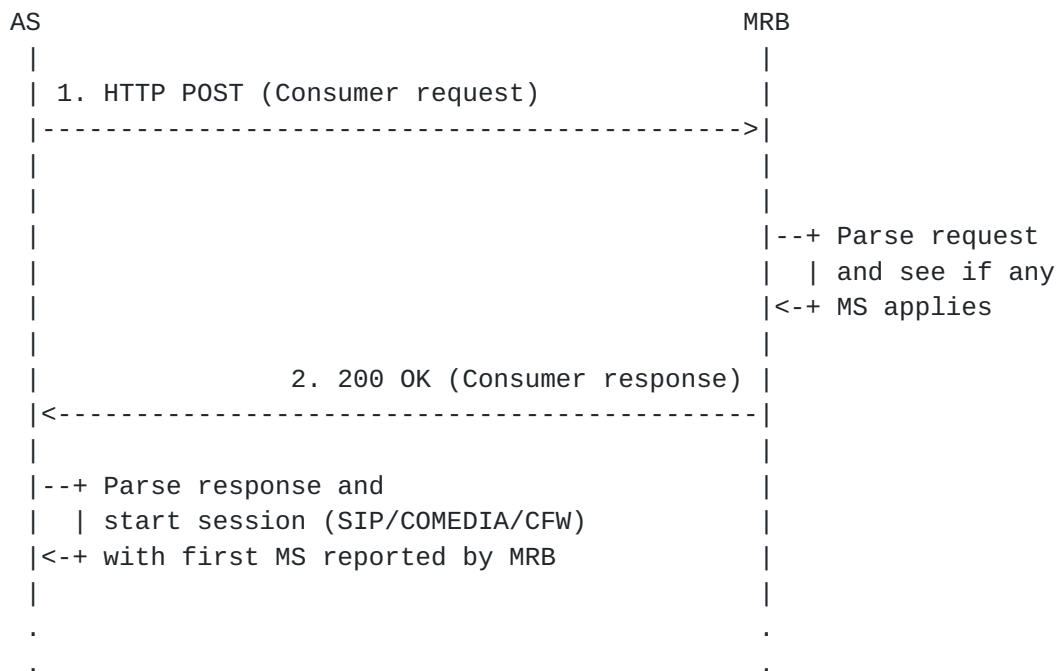 AS MRB
1. HTTP POST (Consumer request)
Parse request
and see if any
MS applies
2. 200 OK (Consumer response)
Parse response and
start session (SIP/COMEDIA/CFW)
with first MS reported by MRB